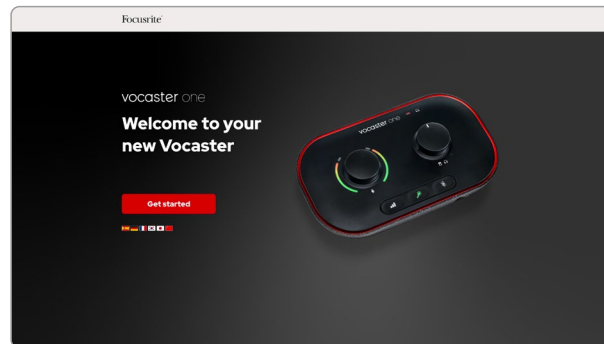 Focusrite
vocaster one
Welcome to your
new Vocaster
Get started
vocaster one